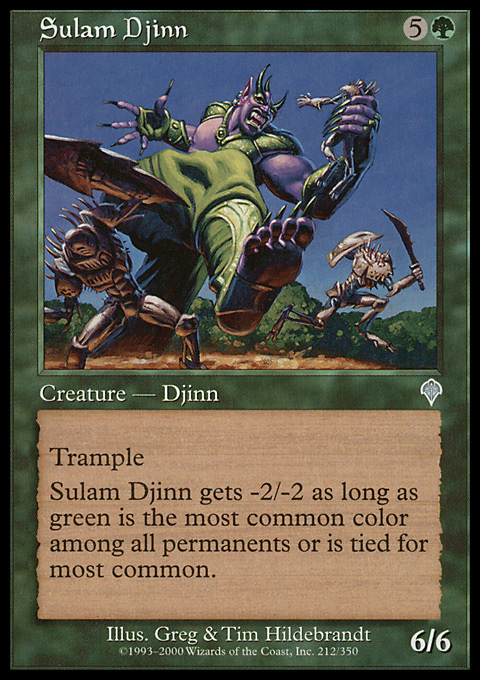 Sulam Djinn 5
Creature — Djinn
Trample
Sulam Djinn gets -2/-2 as long as
green is the most common color
among all permanents or is tied for
most common.
Illus. Greg & Tim Hildebrandt
©1993–2000 Wizards of the Coast, Inc. 212/350
6/6